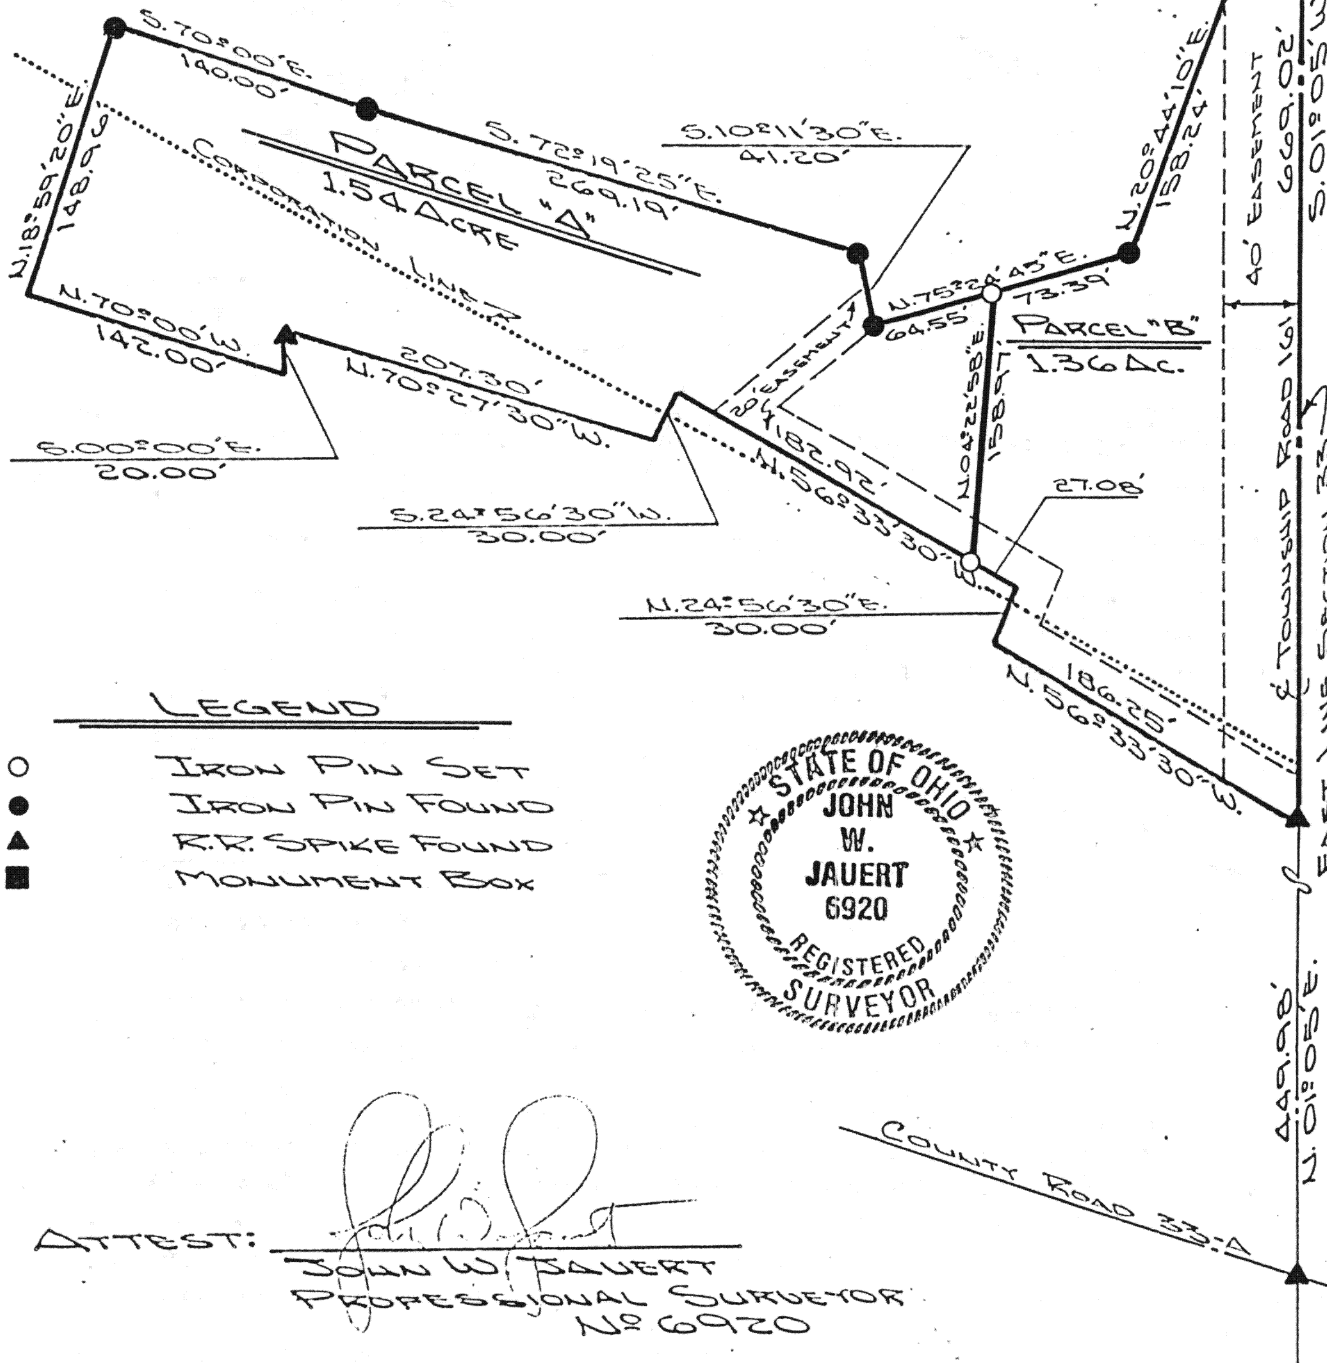 S.70°00'E.
140.00'
N.18°59'20"E.
148.96'
CORPORATION LINE
PARCEL "A"
1.54 ACRE
S.72°19'25"E.
269.19'
S.10°11'30"E.
41.20'
N.75°24'45"E.
64.55'
73.39'
N.20°44'10"E.
158.24'
40' EASEMENT
669.02'
S.01°05'W
PARCEL "B"
1.36 AC.
N.04°22'58"E.
158.97'
20' EASEMENT
N.70°00'W.
142.00'
207.30'
N.70°27'30"W.
S.00°00'E.
20.00'
S.24°56'30"W.
30.00'
182.92'
N.56°33'30"W.
27.08'
N.24°56'30"E.
30.00'
186.25'
N.56°33'30"W.
℄ TOWNSHIP ROAD 161
EAST LINE SECTION 33
LEGEND
IRON PIN SET
IRON PIN FOUND
R.R. SPIKE FOUND
MONUMENT BOX
STATE OF OHIO
JOHN
W.
JAUERT
6920
REGISTERED
SURVEYOR
449.98'
N.01°05'E.
COUNTY ROAD 33-A
ATTEST:
JOHN W. JAUERT
PROFESSIONAL SURVEYOR
Nº 6920